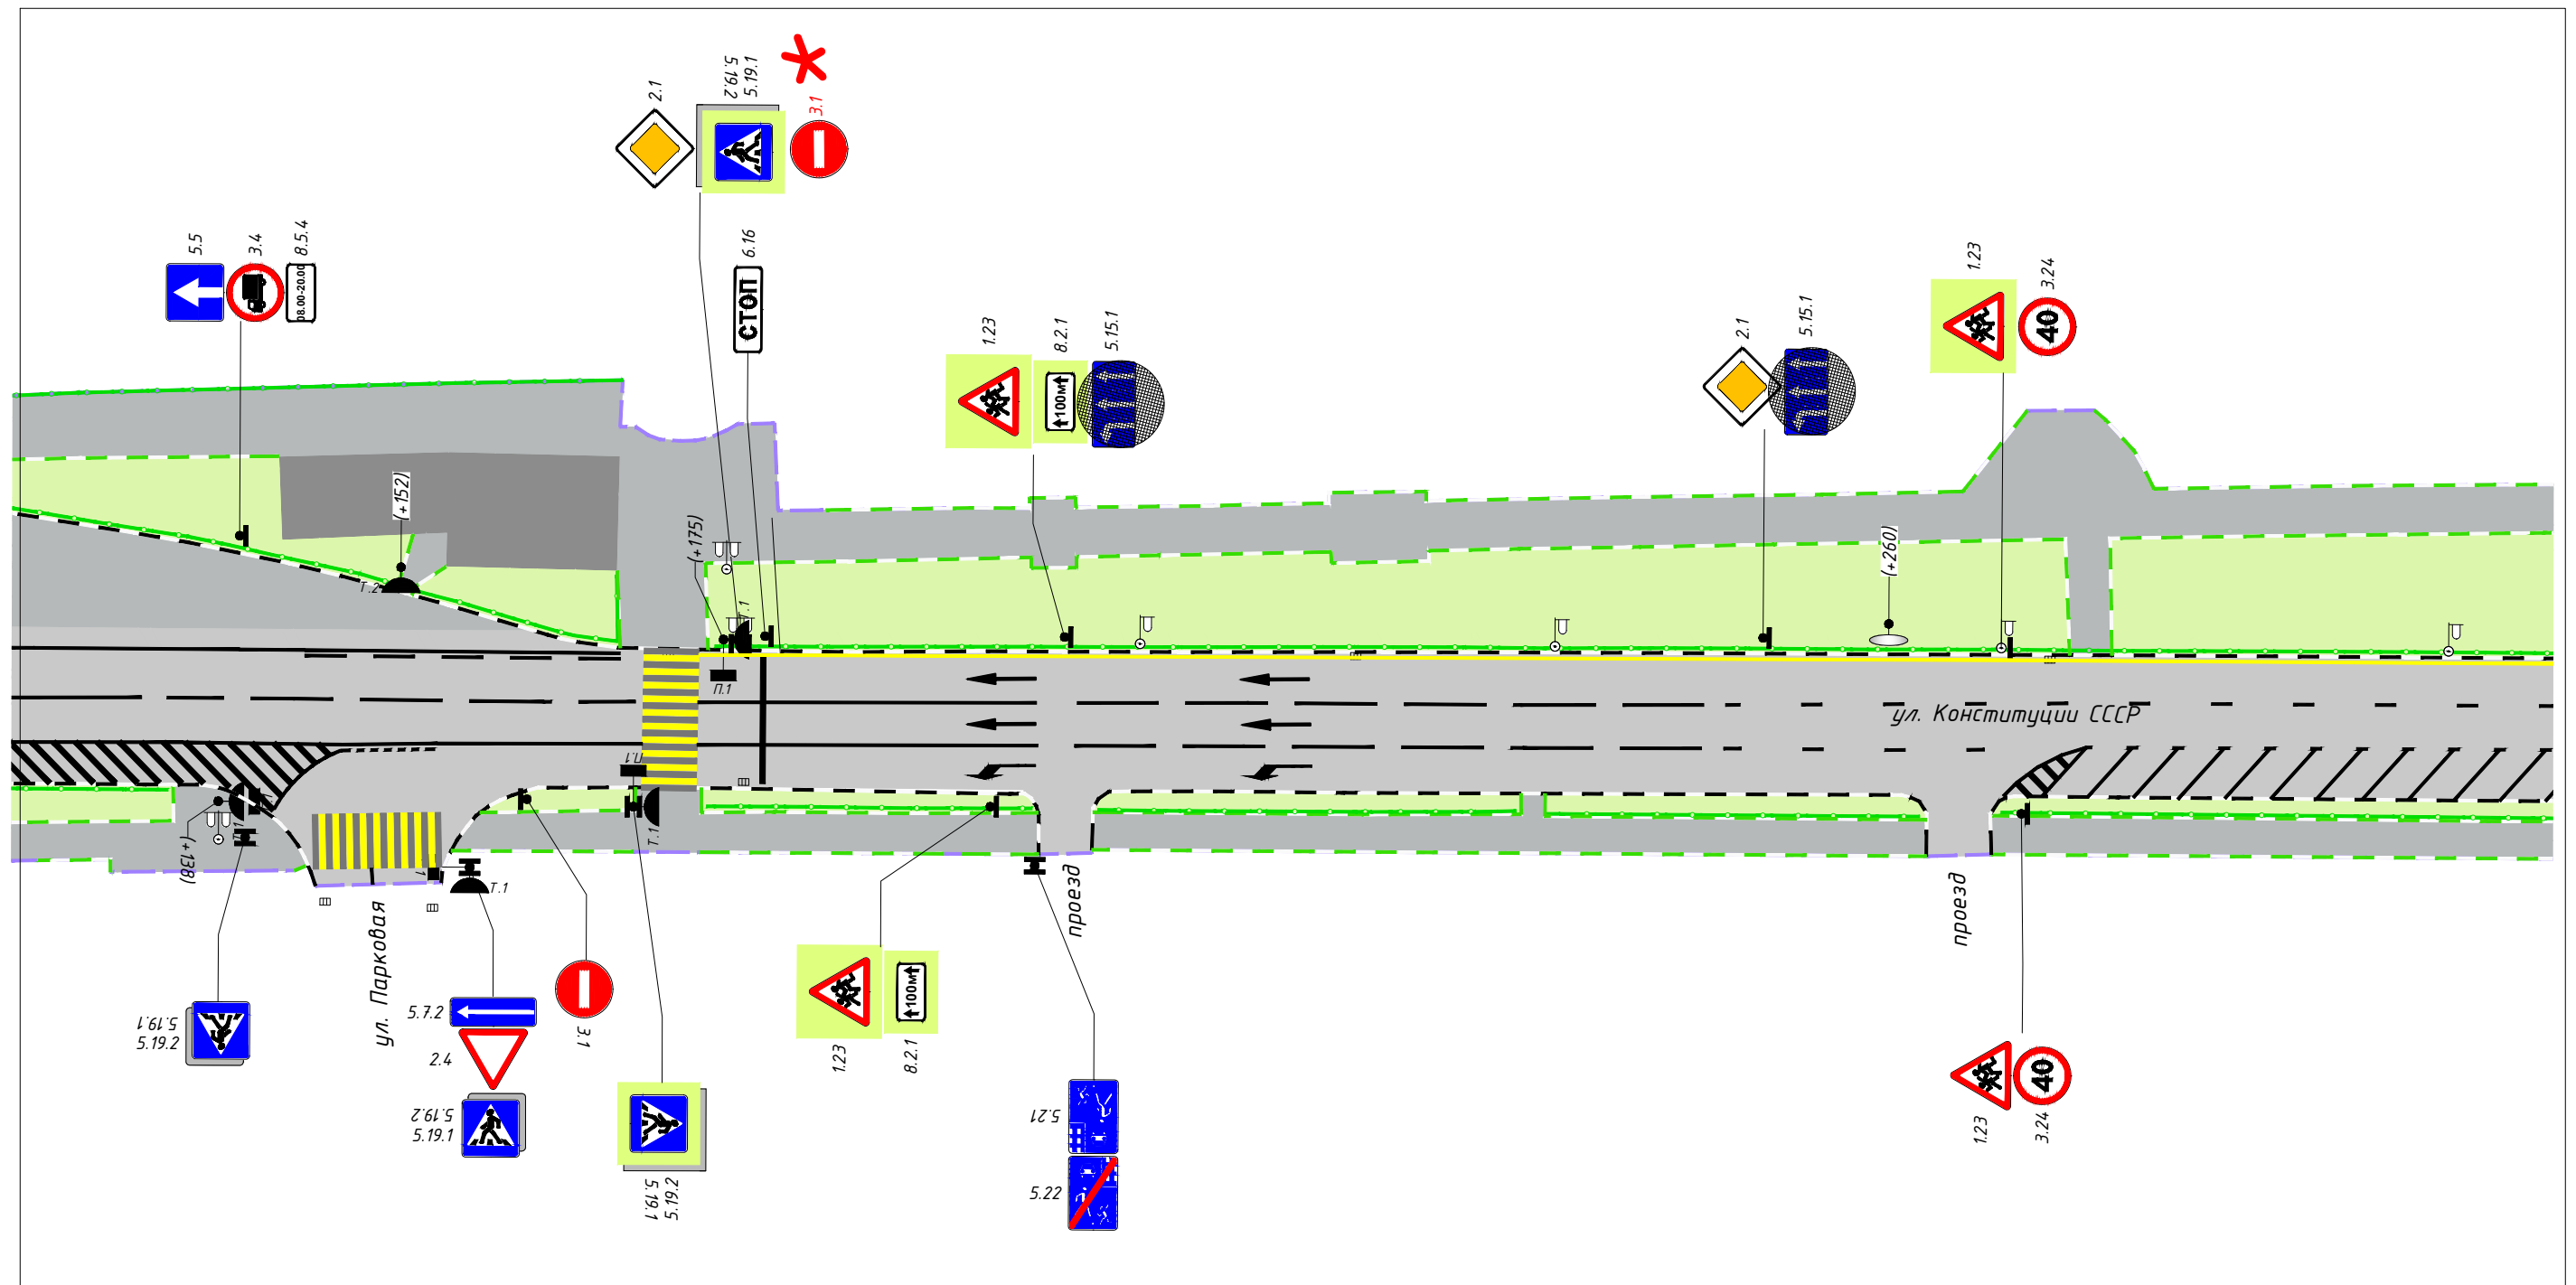 2.1
5.19.1
5.19.2
3.1
5.5
3.4
8.5.4
08.00-20.00
6.16
СТОП
1.23
8.2.1
100м
5.15.1
2.1
5.15.1
1.23
3.24
40
(+152)
Т.2
(+175)
Т.1
П.1
(+260)
ул. Конституции СССР
П.1
Т.1
(+138)
Т.1
ул. Парковая
проезд
проезд
5.19.1
5.19.2
5.7.2
2.4
5.19.2
5.19.1
3.1
5.19.2
5.19.1
1.23
8.2.1
100м
5.21
5.22
1.23
3.24
40